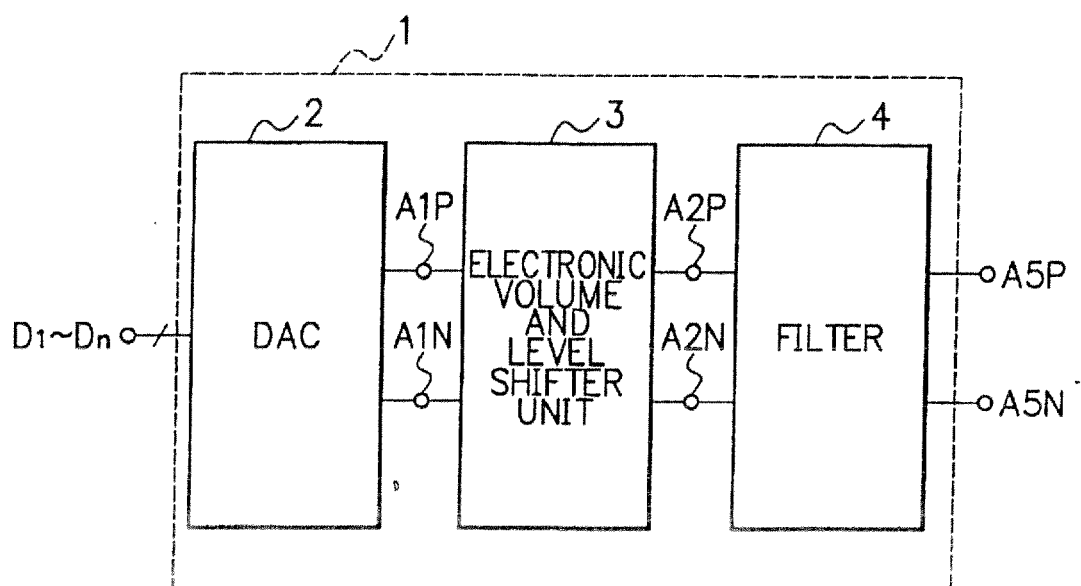 1
2
3
4
A1P
A2P
A1N
A2N
D1~Dn
DAC
ELECTRONIC
VOLUME
AND
LEVEL
SHIFTER
UNIT
FILTER
A5P
A5N